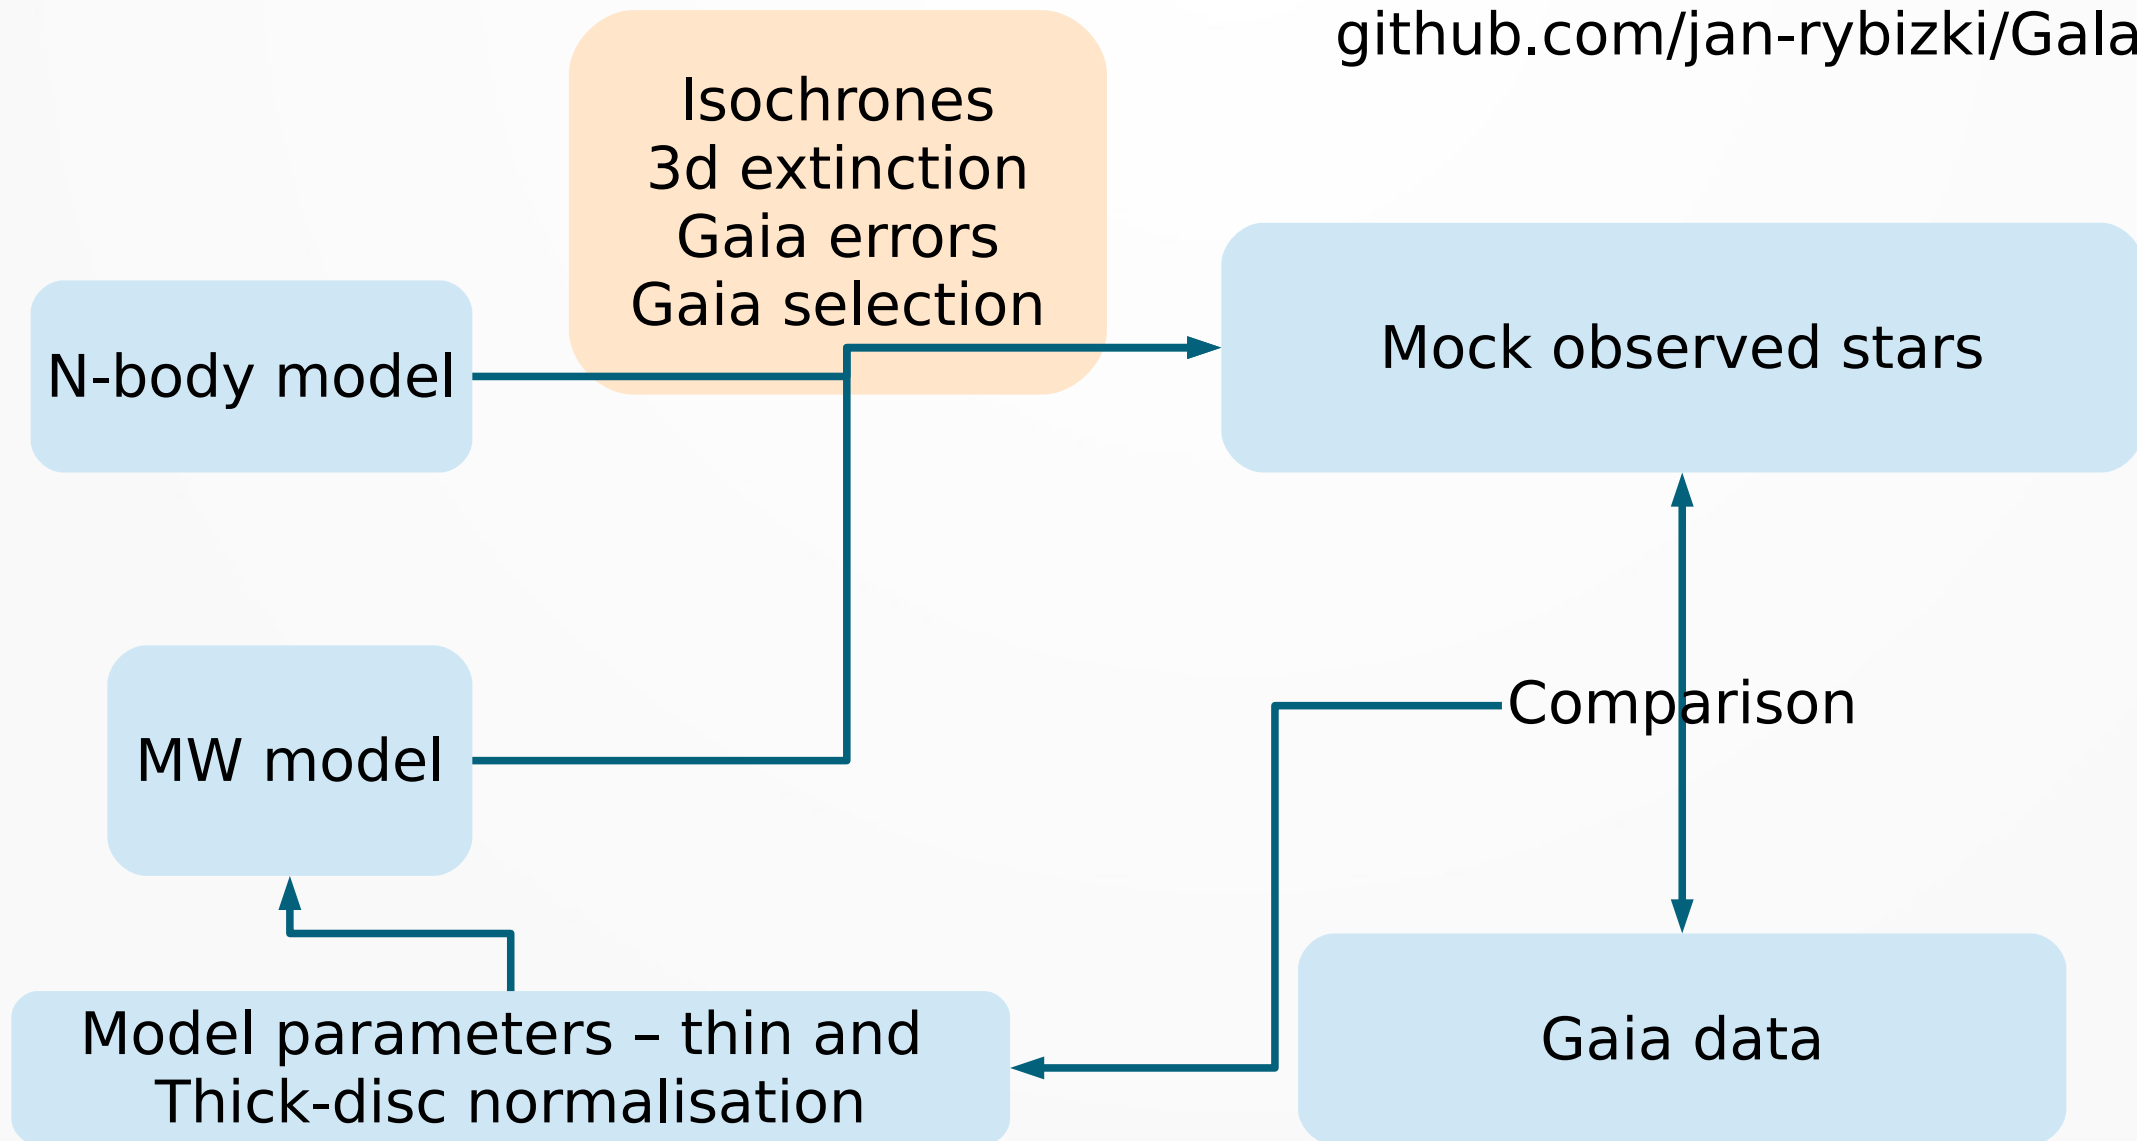 github.com/jan-rybizki/Gala
Isochrones
3d extinction
Gaia errors
Gaia selection
N-body model
Mock observed stars
MW model
Comparison
Model parameters – thin and
Thick-disc normalisation
Gaia data